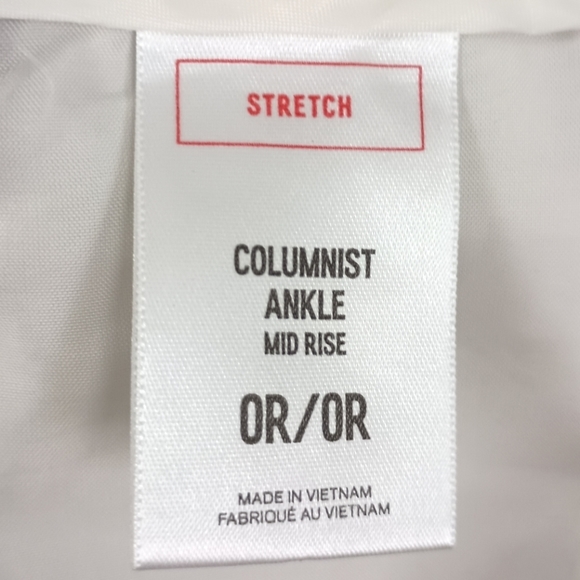 STRETCH
COLUMNIST
ANKLE
MID RISE
0R/0R
MADE IN VIETNAM
FABRIQUÉ AU VIETNAM